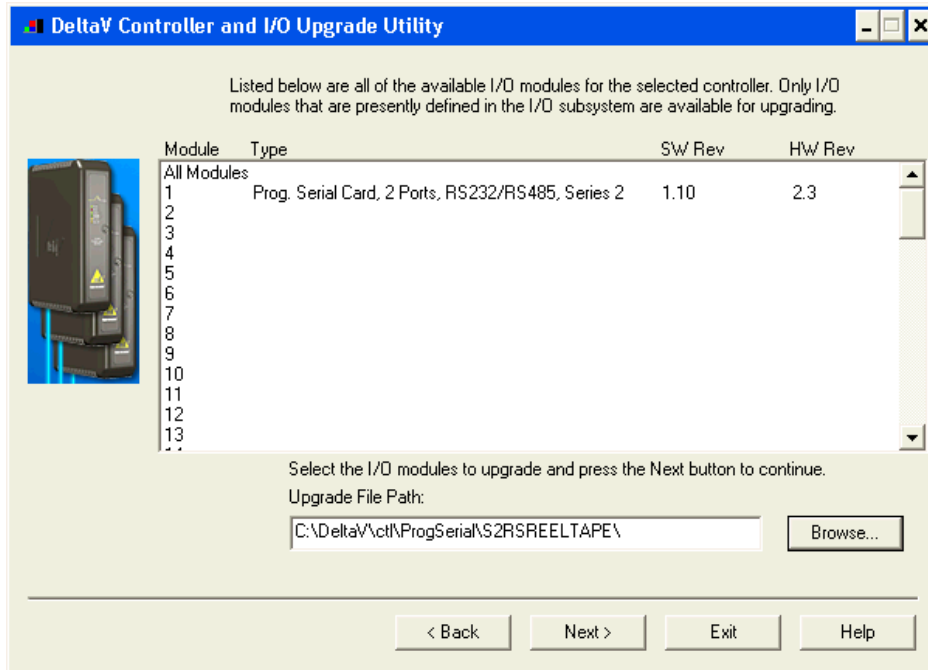 DeltaV Controller and I/O Upgrade Utility
Listed below are all of the available I/O modules for the selected controller. Only I/O
modules that are presently defined in the I/O subsystem are available for upgrading.
Module Type SW Rev HW Rev
All Modules
1 Prog. Serial Card, 2 Ports, RS232/RS485, Series 2 1.10 2.3
2
3
4
5
6
7
8
9
10
11
12
13
Select the I/O modules to upgrade and press the Next button to continue.
Upgrade File Path:
C:\DeltaV\ctl\ProgSerial\S2RSREELTAPE\
Browse...
< Back Next > Exit Help